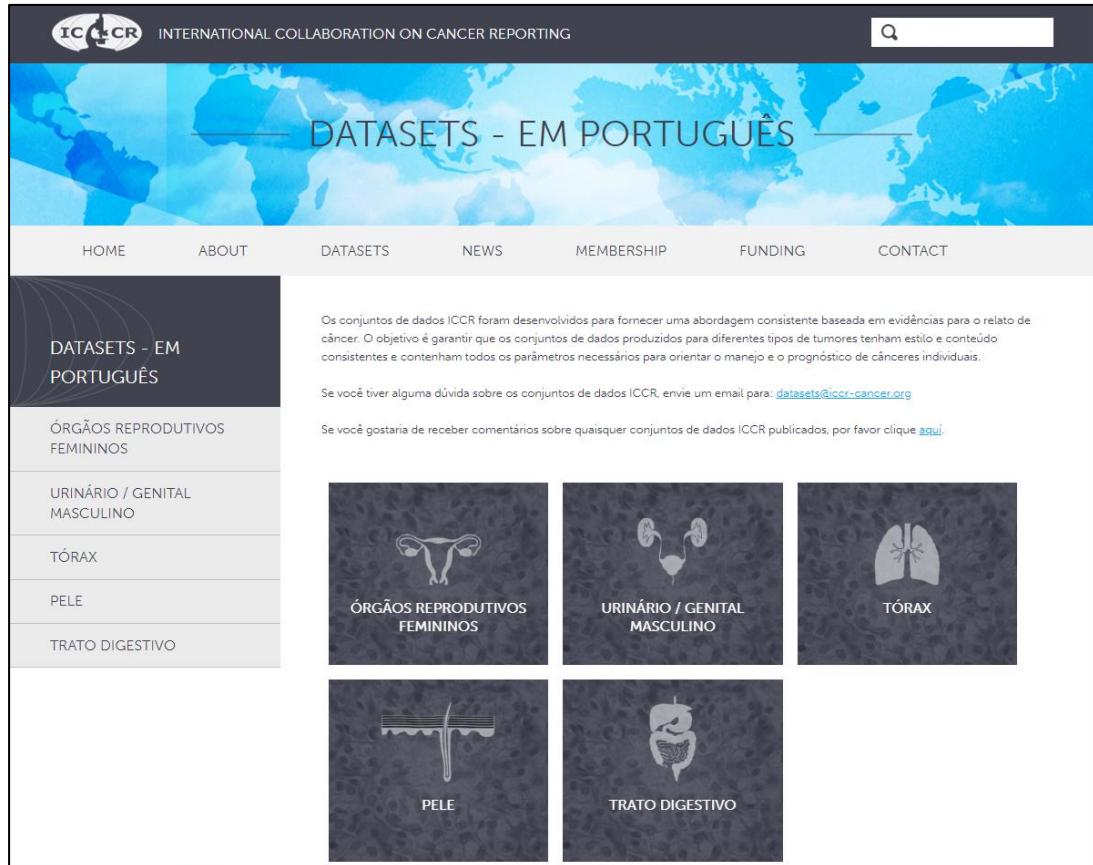 ICCR INTERNATIONAL COLLABORATION ON CANCER REPORTING
DATASETS - EM PORTUGUÊS
HOME ABOUT DATASETS NEWS MEMBERSHIP FUNDING CONTACT
DATASETS - EM
PORTUGUÊS
ÓRGÃOS REPRODUTIVOS
FEMININOS
URINÁRIO / GENITAL
MASCULINO
TÓRAX
PELE
TRATO DIGESTIVO
Os conjuntos de dados ICCR foram desenvolvidos para fornecer uma abordagem consistente baseada em evidências para o relato de
câncer. O objetivo é garantir que os conjuntos de dados produzidos para diferentes tipos de tumores tenham estilo e conteúdo
consistentes e contenham todos os parâmetros necessários para orientar o manejo e o prognóstico de cânceres individuais.
Se você tiver alguma dúvida sobre os conjuntos de dados ICCR, envie um email para: datasets@iccr-cancer.org
Se você gostaria de receber comentários sobre quaisquer conjuntos de dados ICCR publicados, por favor clique aquí.
ÓRGÃOS REPRODUTIVOS
FEMININOS
URINÁRIO / GENITAL
MASCULINO
TÓRAX
PELE
TRATO DIGESTIVO